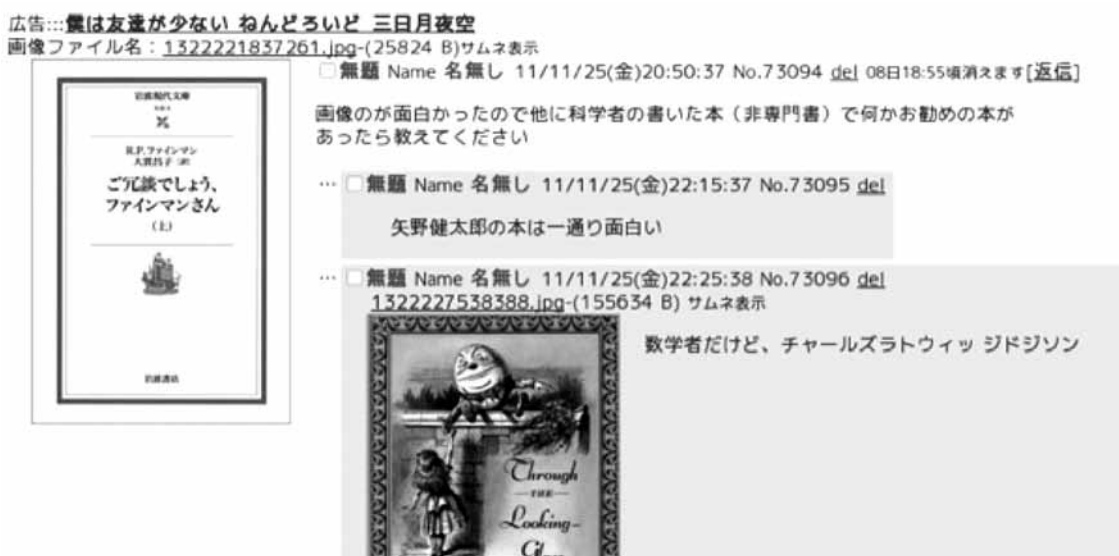 広告:::僕は友達が少ない ねんどろいど 三日月夜空
画像ファイル名：1322221837261.jpg-(25824 B)サムネ表示
無題 Name 名無し 11/11/25(金)20:50:37 No.73094 del 08日18:55頃消えます[返信]
画像のが面白かったので他に科学者の書いた本（非専門書）で何かお勧めの本が
あったら教えてください
岩波現代文庫
R.P.ファインマン
大貫昌子 訳
ご冗談でしょう、
ファインマンさん
(上)
岩波書店
… 無題 Name 名無し 11/11/25(金)22:15:37 No.73095 del
矢野健太郎の本は一通り面白い
… 無題 Name 名無し 11/11/25(金)22:25:38 No.73096 del
1322227538388.jpg-(155634 B) サムネ表示
数学者だけど、チャールズラトウィッ ジドジソン
Through
THE
Looking-